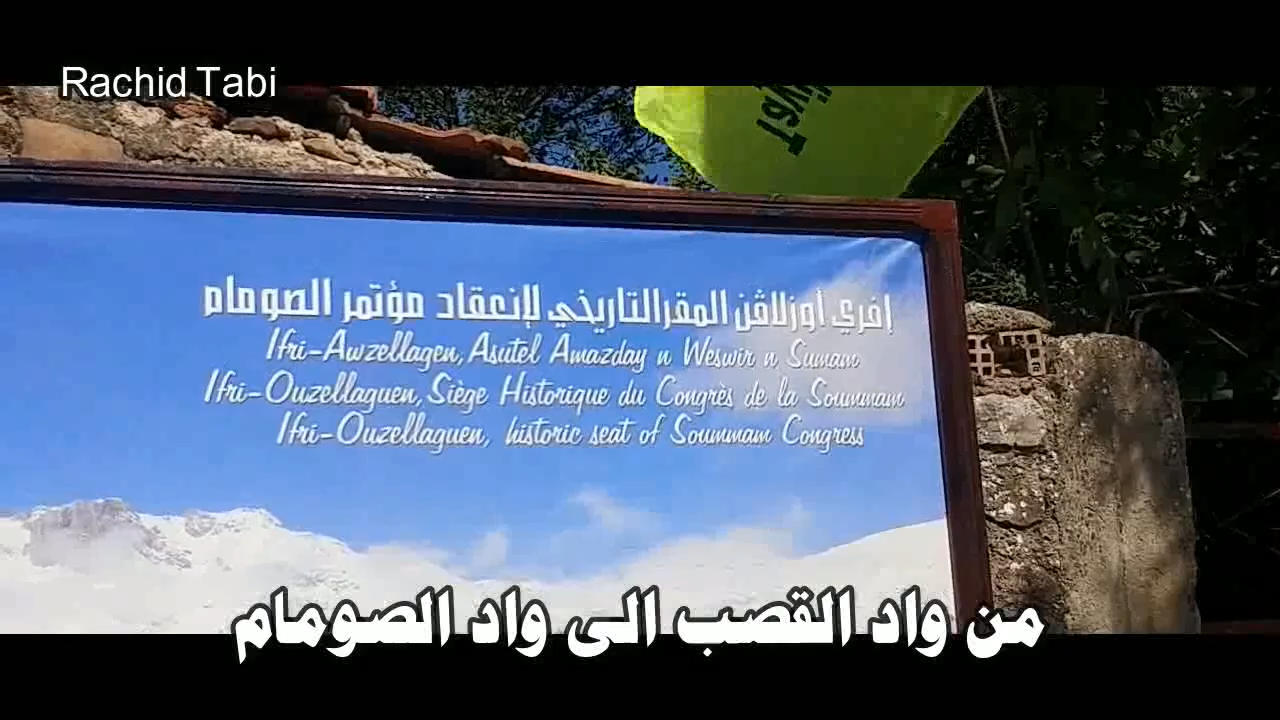 Rachid Tabi
إفري أوزلاڨن المقر التاريخي لإنعقاد مؤتمر الصومام
Ifri-Awzellagen, Asutel Amazday n Weswir n Sumam
Ifri-Ouzellaguen, Siège Historique du Congrès de la Soummam
Ifri-Ouzellaguen, historic seat of Soummam Congress
من واد القصب الى واد الصومام